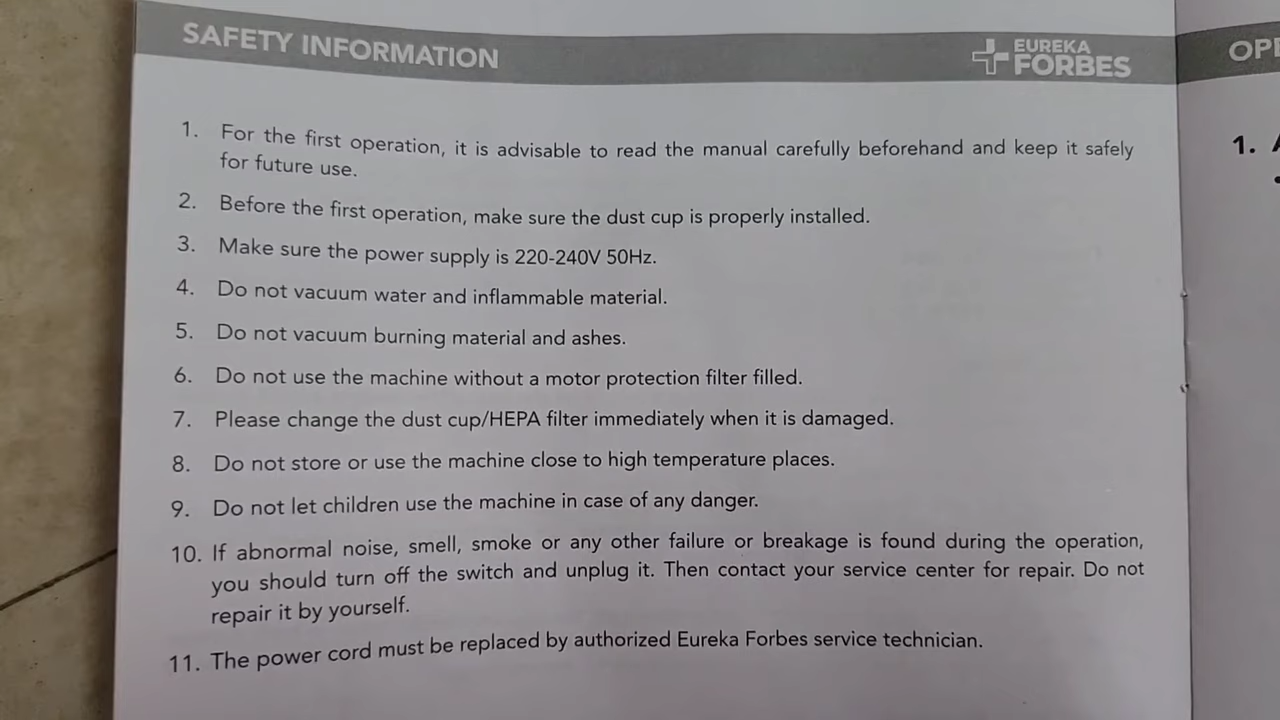 SAFETY INFORMATION
EUREKA
FORBES
OPE
1. For the first operation, it is advisable to read the manual carefully beforehand and keep it safely
for future use.
2. Before the first operation, make sure the dust cup is properly installed.
3. Make sure the power supply is 220-240V 50Hz.
4. Do not vacuum water and inflammable material.
5. Do not vacuum burning material and ashes.
6. Do not use the machine without a motor protection filter filled.
7. Please change the dust cup/HEPA filter immediately when it is damaged.
8. Do not store or use the machine close to high temperature places.
9. Do not let children use the machine in case of any danger.
10. If abnormal noise, smell, smoke or any other failure or breakage is found during the operation,
you should turn off the switch and unplug it. Then contact your service center for repair. Do not
repair it by yourself.
11. The power cord must be replaced by authorized Eureka Forbes service technician.
1.